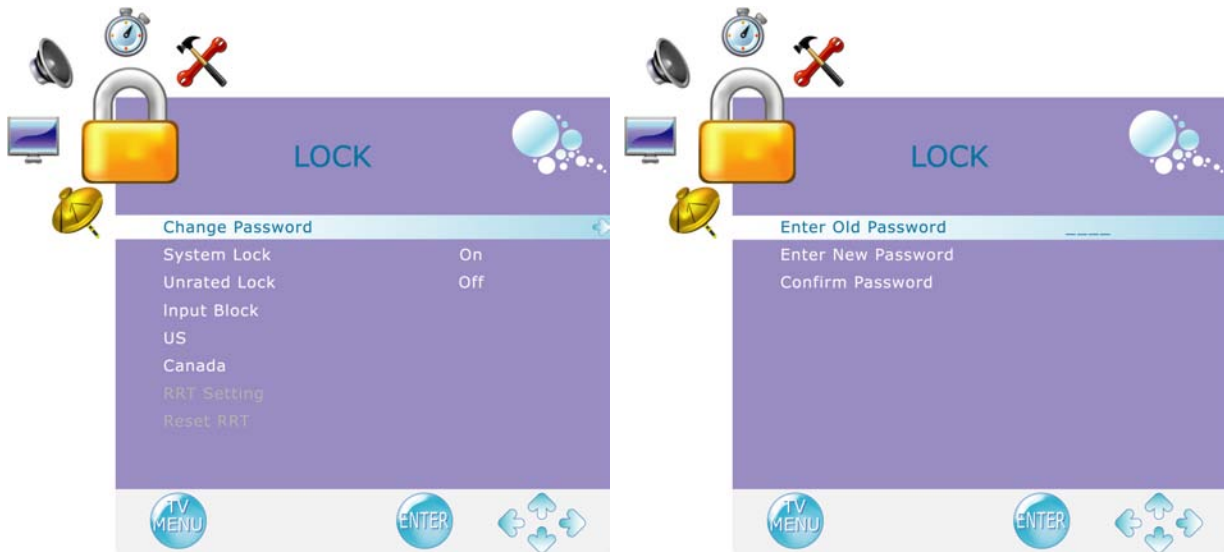 LOCK
Change Password
System Lock On
Unrated Lock Off
Input Block
US
Canada
RRT Setting
Reset RRT
TV
MENU
ENTER
LOCK
Enter Old Password ____
Enter New Password
Confirm Password
TV
MENU
ENTER